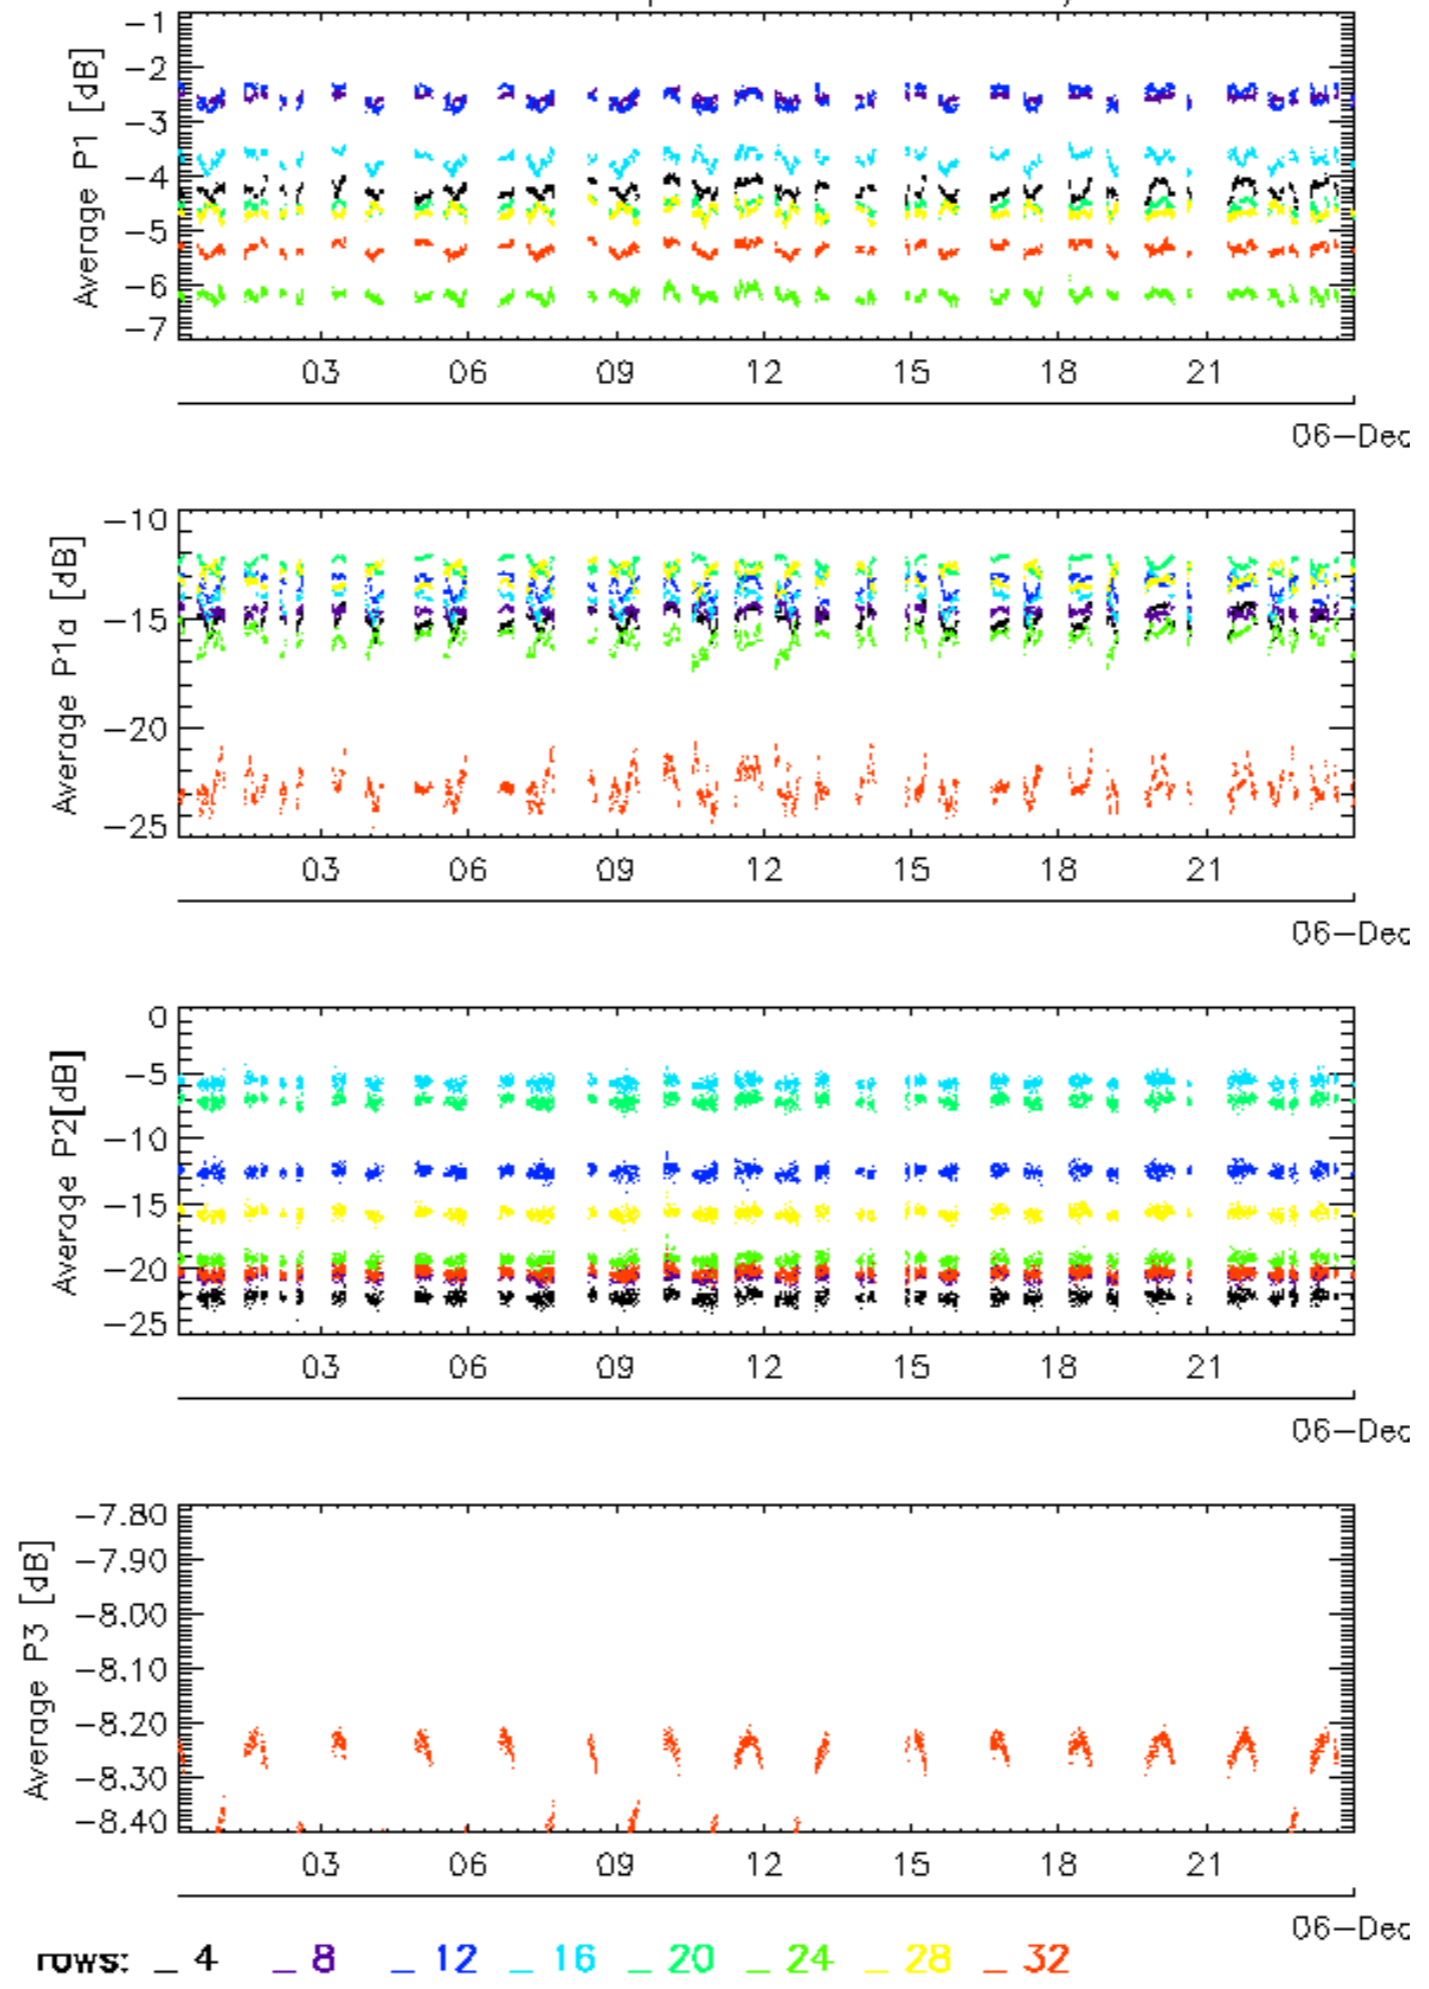 Average P1 [dB]
-1
-2
-3
-4
-5
-6
-7
03 06 09 12 15 18 21
06-Dec
Average P1a [dB]
-10
-15
-20
-25
03 06 09 12 15 18 21
06-Dec
Average P2[dB]
0
-5
-10
-15
-20
-25
03 06 09 12 15 18 21
06-Dec
Average P3 [dB]
-7.80
-7.90
-8.00
-8.10
-8.20
-8.30
-8.40
03 06 09 12 15 18 21
06-Dec
rows: _ 4 _ 8 _ 12 _ 16 _ 20 _ 24 _ 28 _ 32